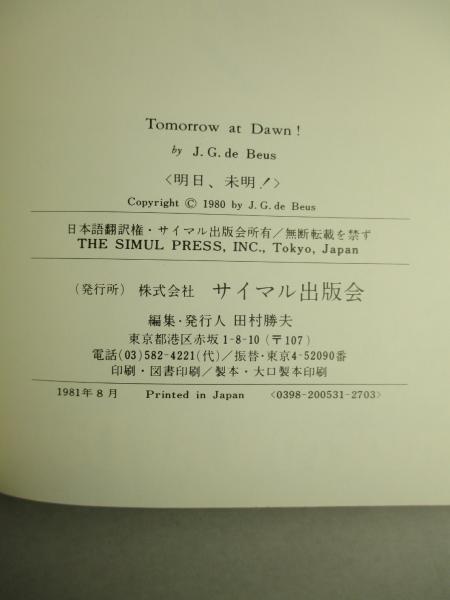 Tomorrow at Dawn!
by J. G. de Beus
〈明日、未明!〉
Copyright © 1980 by J. G. de Beus
日本語翻訳権・サイマル出版会所有/無断転載を禁ず
THE SIMUL PRESS, INC., Tokyo, Japan
(発行所) 株式会社 サイマル出版会
編集・発行人 田村勝夫
東京都港区赤坂1-8-10(〒107)
電話(03)582-4221(代)/振替・東京4-52090番
印刷・図書印刷/製本・大口製本印刷
1981年8月 Printed in Japan 〈0398-200531-2703〉